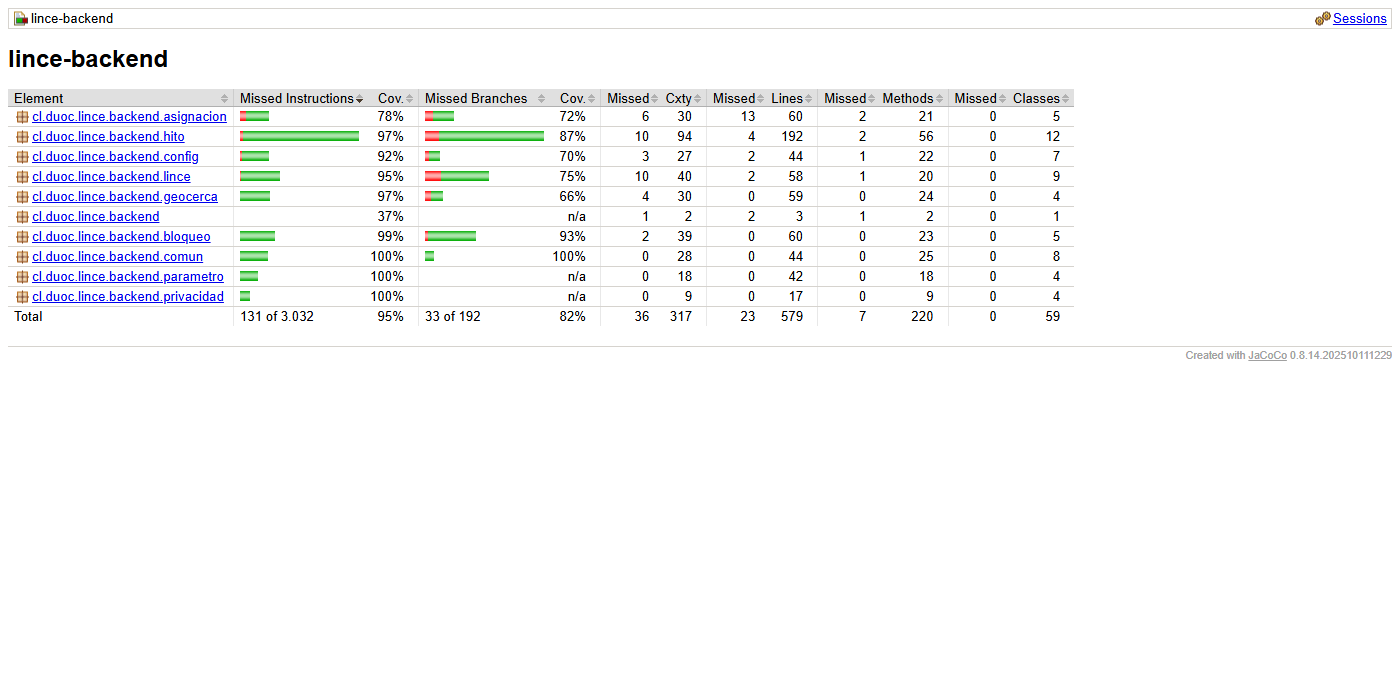 lince-backend Sessions
lince-backend
Element Missed Instructions Cov. Missed Branches Cov. Missed Cxty Missed Lines Missed Methods Missed Classes
cl.duoc.lince.backend.asignacion 78% 72% 6 30 13 60 2 21 0 5
cl.duoc.lince.backend.hito 97% 87% 10 94 4 192 2 56 0 12
cl.duoc.lince.backend.config 92% 70% 3 27 2 44 1 22 0 7
cl.duoc.lince.backend.lince 95% 75% 10 40 2 58 1 20 0 9
cl.duoc.lince.backend.geocerca 97% 66% 4 30 0 59 0 24 0 4
cl.duoc.lince.backend 37% n/a 1 2 2 3 1 2 0 1
cl.duoc.lince.backend.bloqueo 99% 93% 2 39 0 60 0 23 0 5
cl.duoc.lince.backend.comun 100% 100% 0 28 0 44 0 25 0 8
cl.duoc.lince.backend.parametro 100% n/a 0 18 0 42 0 18 0 4
cl.duoc.lince.backend.privacidad 100% n/a 0 9 0 17 0 9 0 4
Total 131 of 3.032 95% 33 of 192 82% 36 317 23 579 7 220 0 59
Created with JaCoCo 0.8.14.202510111229